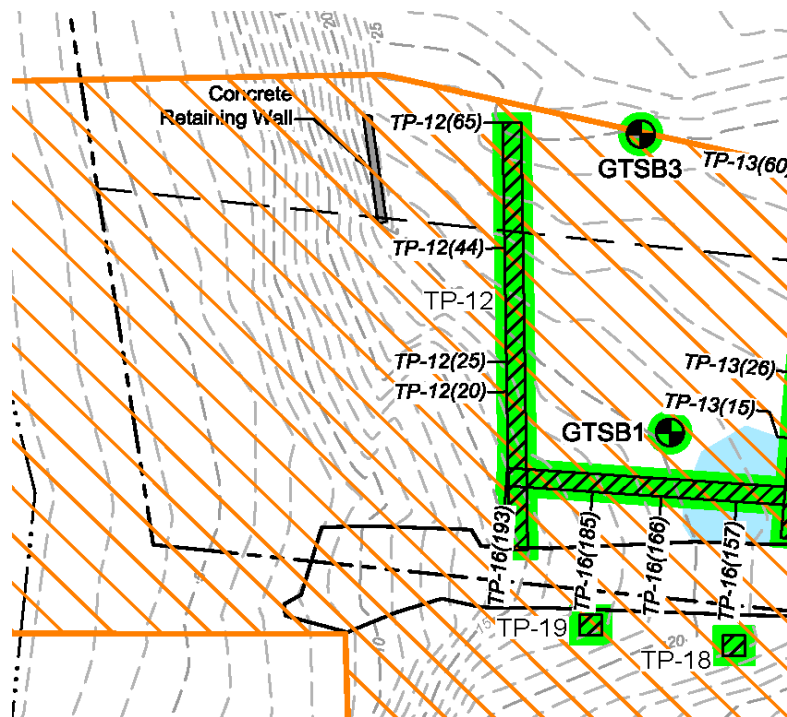 20
25
Concrete
Retaining Wall
TP-12(65)
GTSB3
TP-13(60)
TP-12(44)
TP-12
TP-12(25)
TP-12(20)
TP-13(26)
TP-13(15)
GTSB1
TP-16(193)
TP-16(185)
TP-16(166)
TP-16(157)
TP-19
TP-18
15
20
10